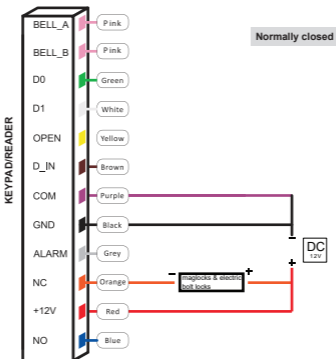 Normally closed
KEYPAD/READER
BELL_A Pink
BELL_B Pink
D0 Green
D1 White
OPEN Yellow
D_IN Brown
COM Purple
GND Black
ALARM Grey
NC Orange
+12V Red
NO Blue
- maglocks & electric +
bolt locks
-
DC
12V
+